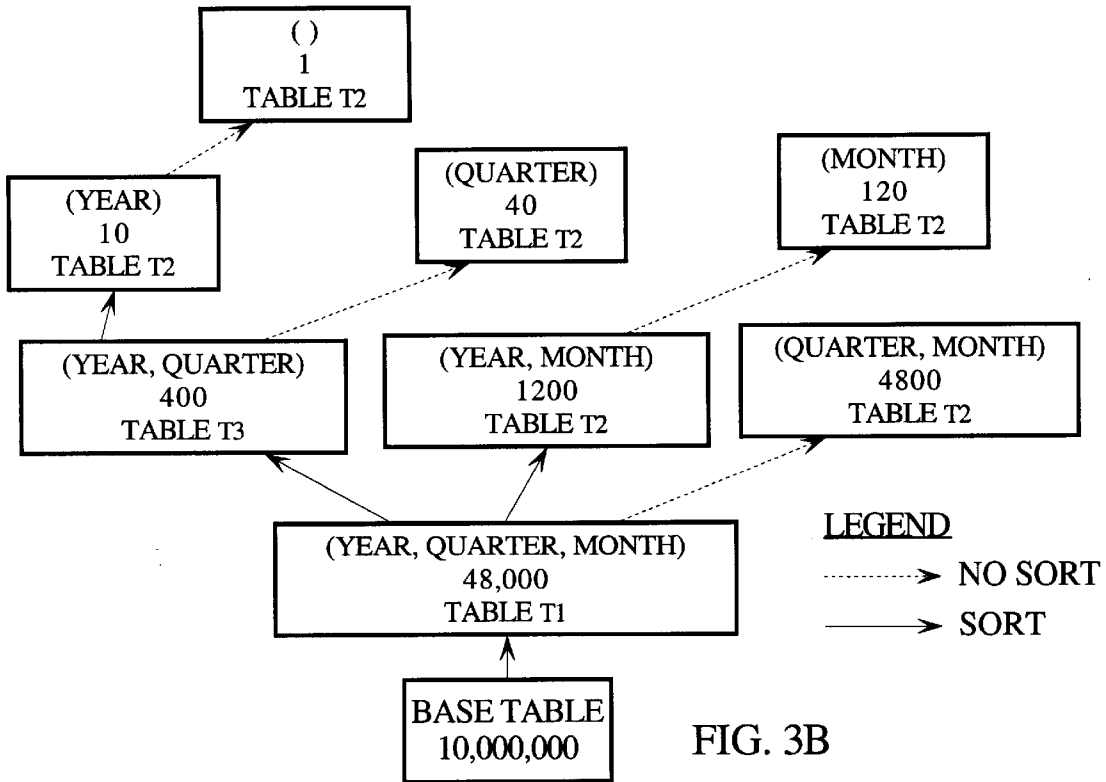 ( )
1
TABLE T2
(YEAR)
10
TABLE T2
(QUARTER)
40
TABLE T2
(MONTH)
120
TABLE T2
(YEAR, QUARTER)
400
TABLE T3
(YEAR, MONTH)
1200
TABLE T2
(QUARTER, MONTH)
4800
TABLE T2
(YEAR, QUARTER, MONTH)
48,000
TABLE T1
BASE TABLE
10,000,000
LEGEND
NO SORT
SORT
FIG. 3B